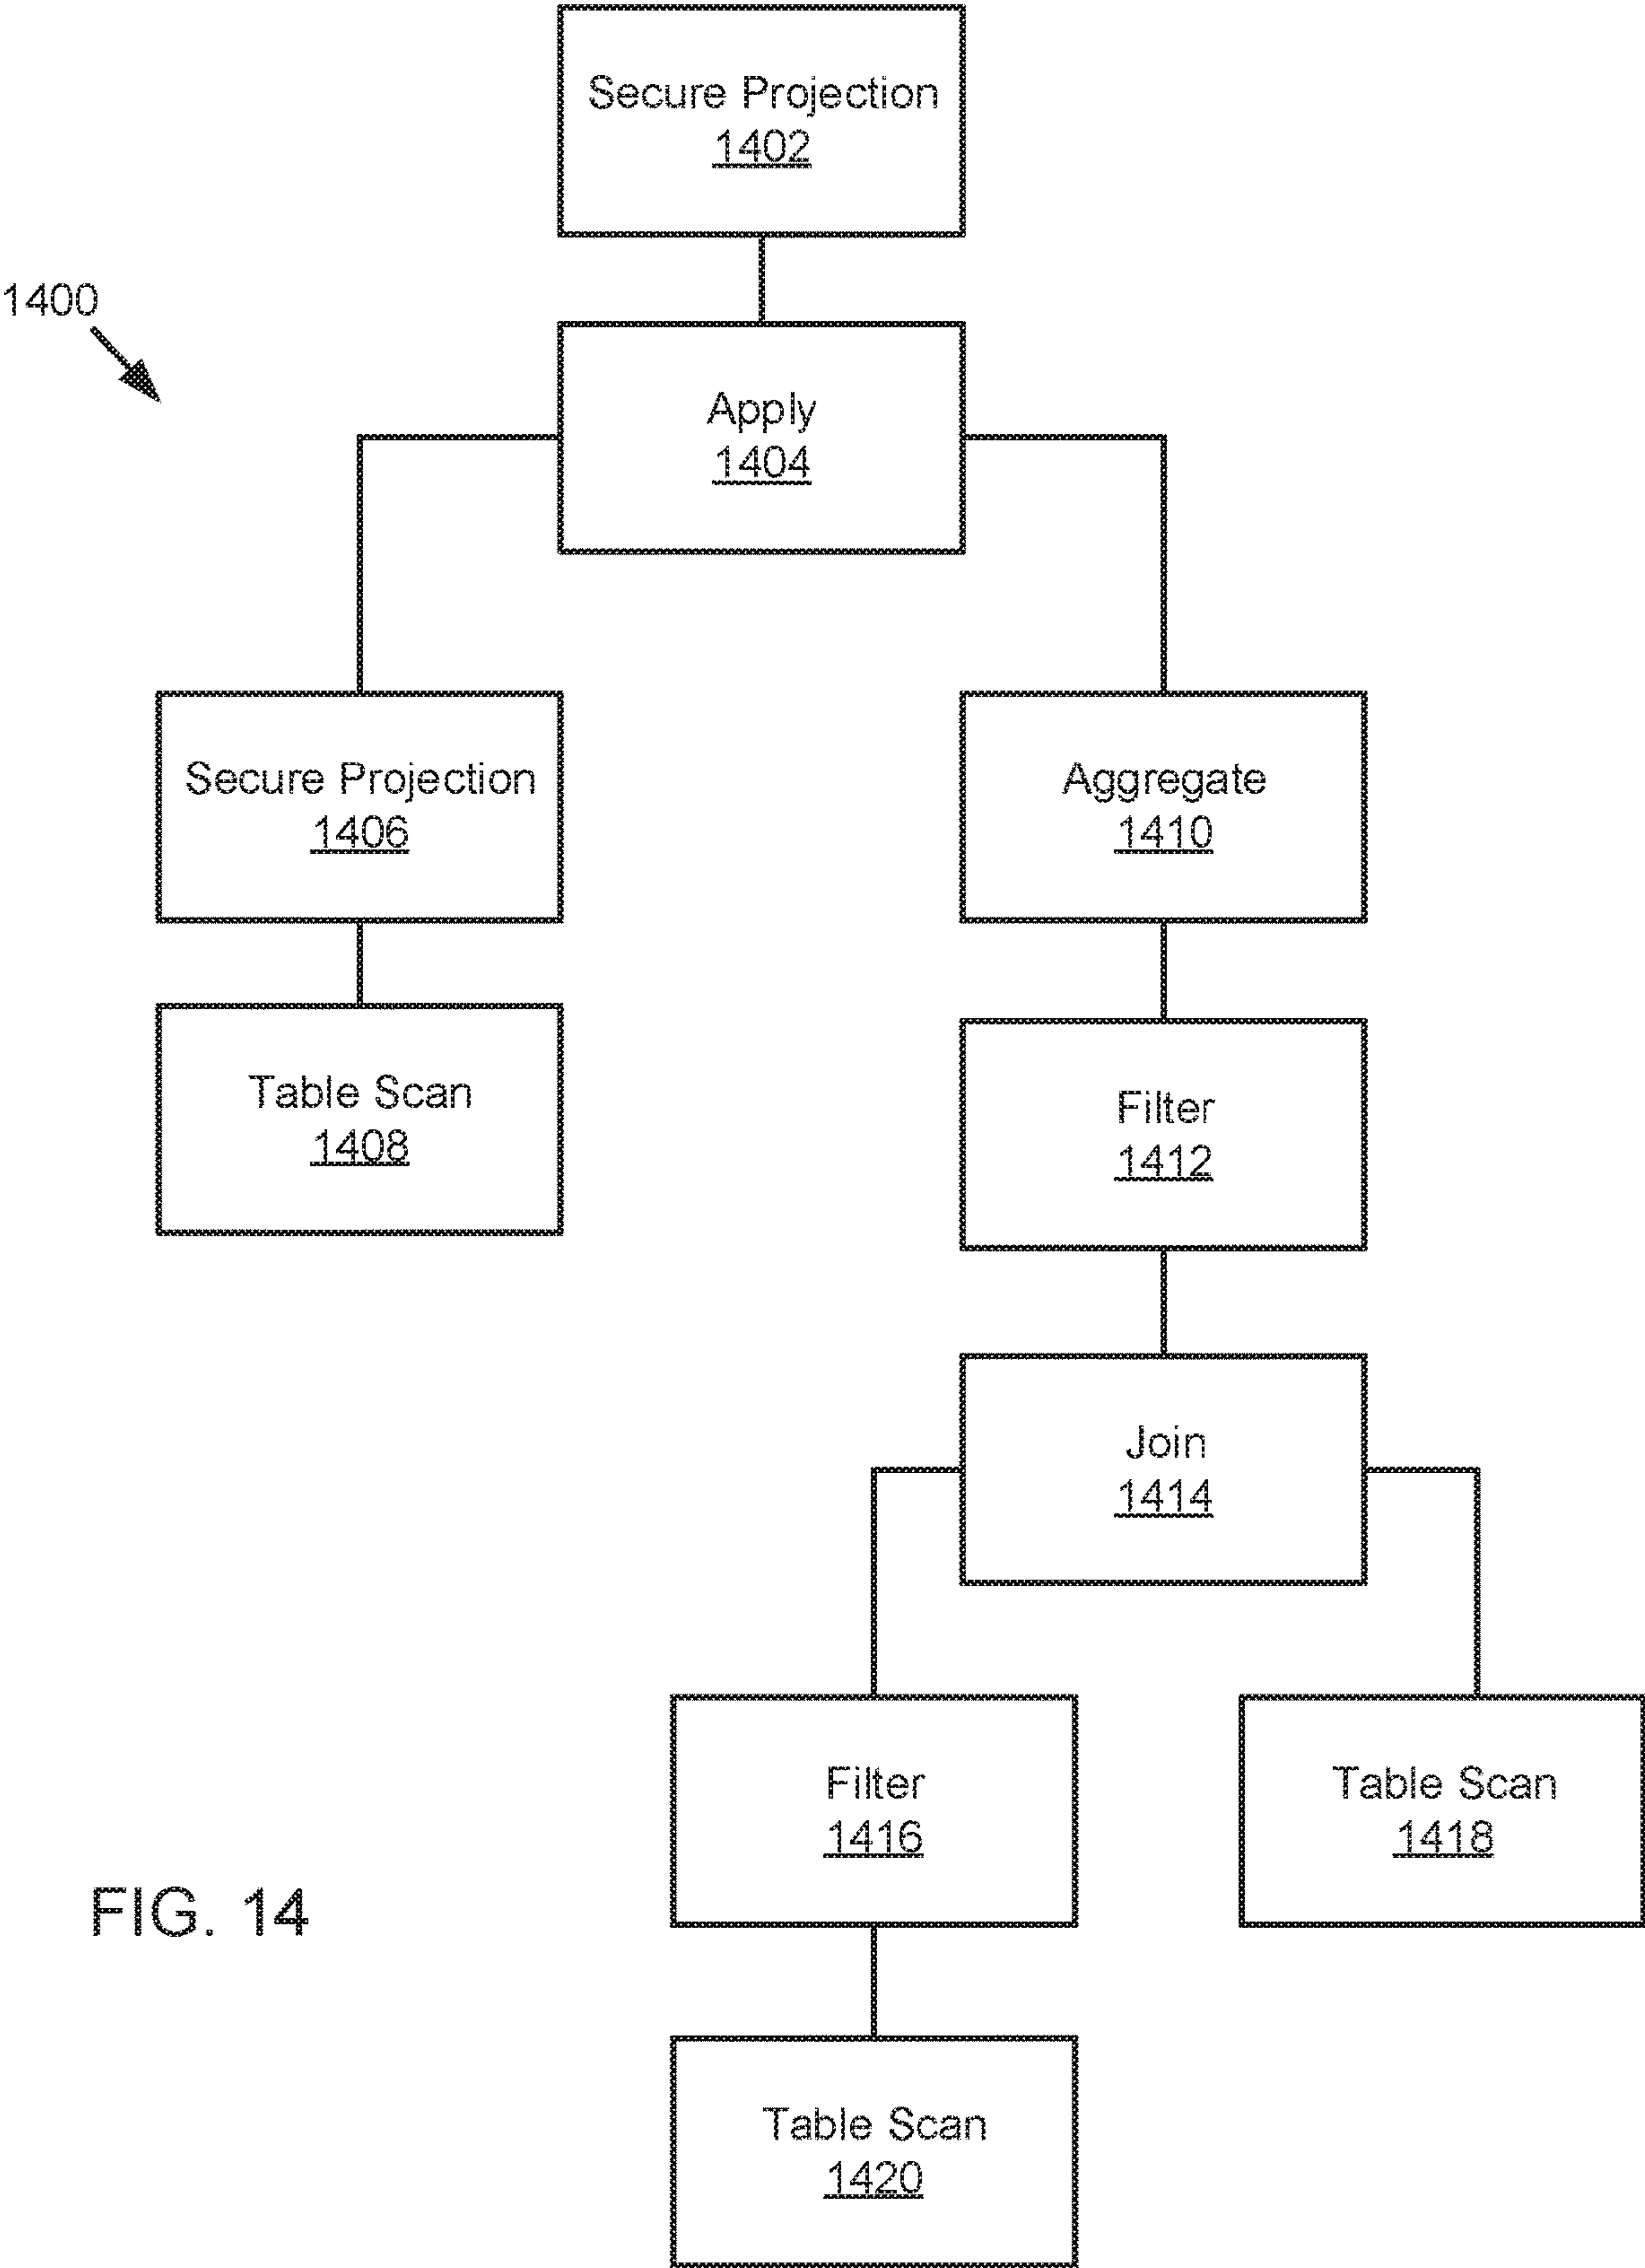 Secure Projection
1402
1400
Apply
1404
Secure Projection
1406
Aggregate
1410
Table Scan
1408
Filter
1412
Join
1414
Filter
1416
Table Scan
1418
FIG. 14
Table Scan
1420